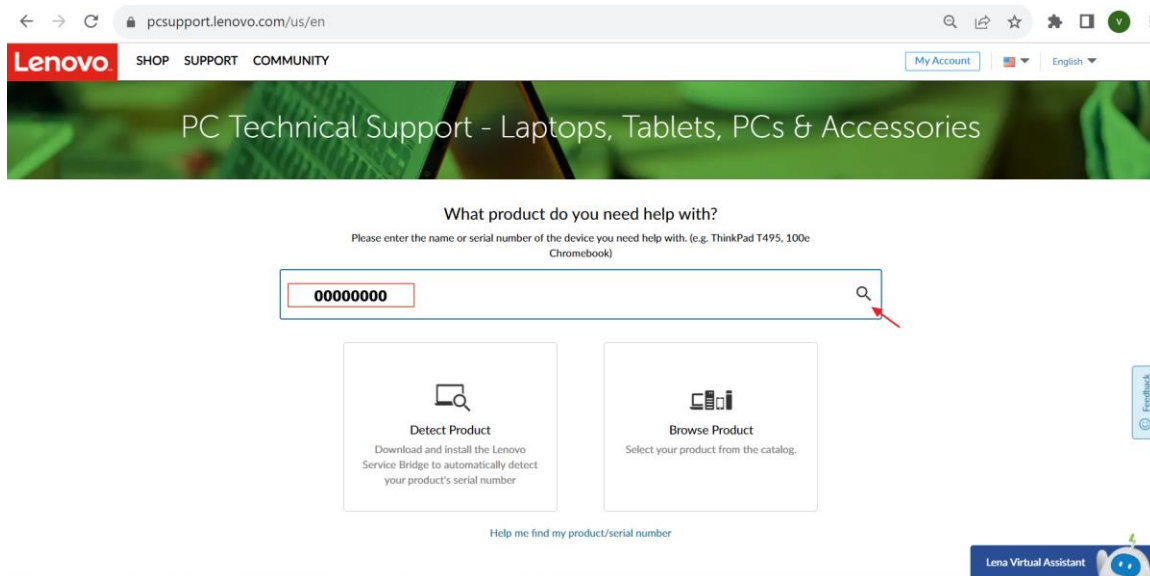 pcsupport.lenovo.com/us/en
V
Lenovo.
SHOP SUPPORT COMMUNITY
My Account
English
PC Technical Support - Laptops, Tablets, PCs & Accessories
What product do you need help with?
Please enter the name or serial number of the device you need help with. (e.g. ThinkPad T495, 100e
Chromebook)
00000000
Detect Product
Download and install the Lenovo
Service Bridge to automatically detect
your product's serial number
Browse Product
Select your product from the catalog.
Feedback
Help me find my product/serial number
Lena Virtual Assistant